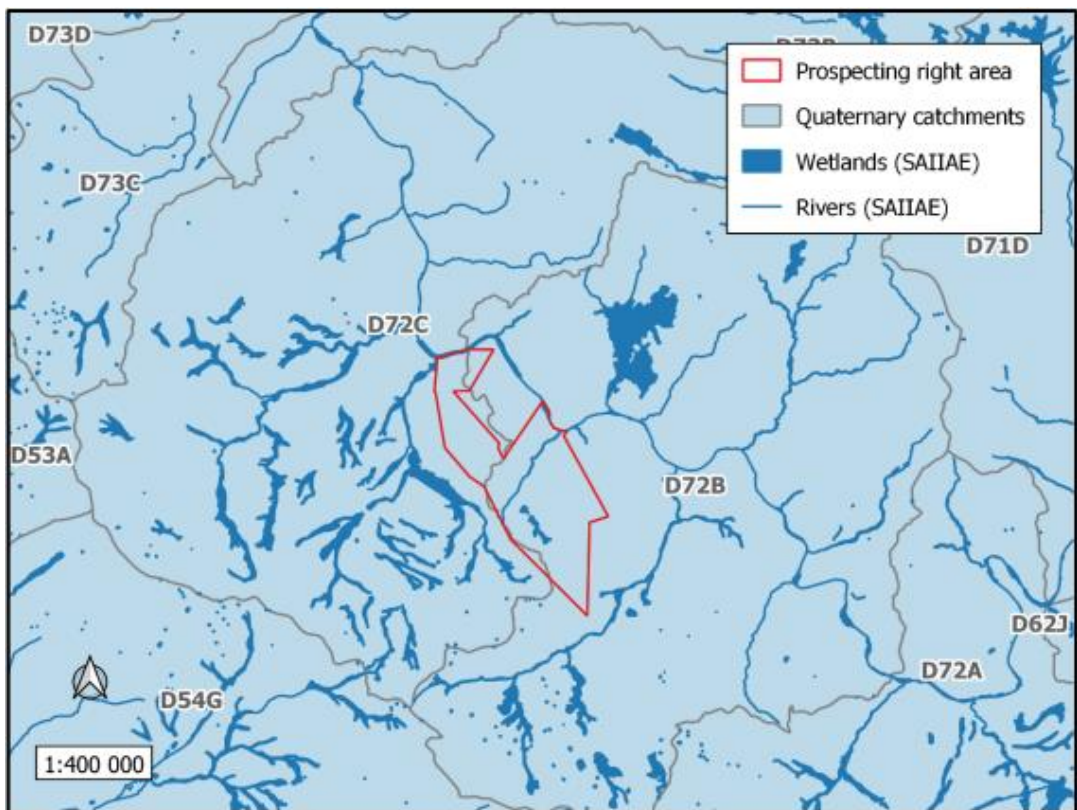 D73D
Prospecting right area
Quaternary catchments
Wetlands (SAIIAE)
Rivers (SAIIAE)
D73C
D71D
D72C
D53A
D72B
D62J
D72A
D54G
1:400 000